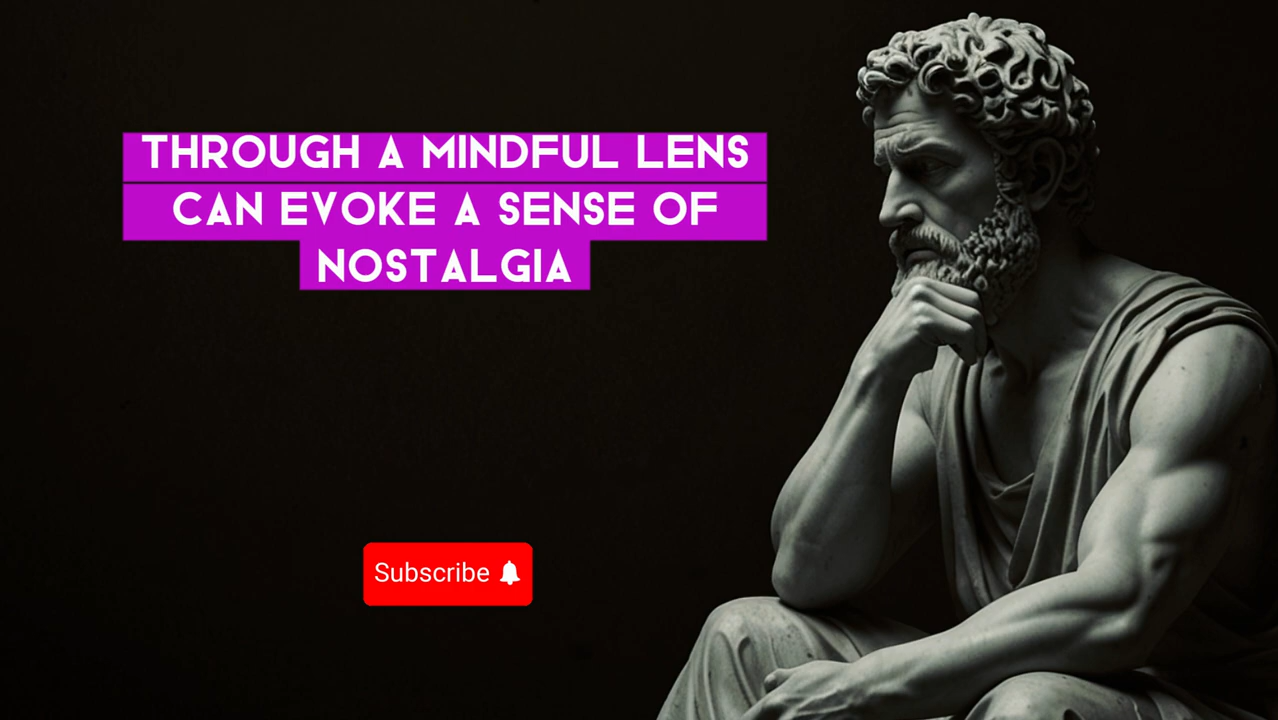 THROUGH A MINDFUL LENS
CAN EVOKE A SENSE OF
NOSTALGIA
Subscribe